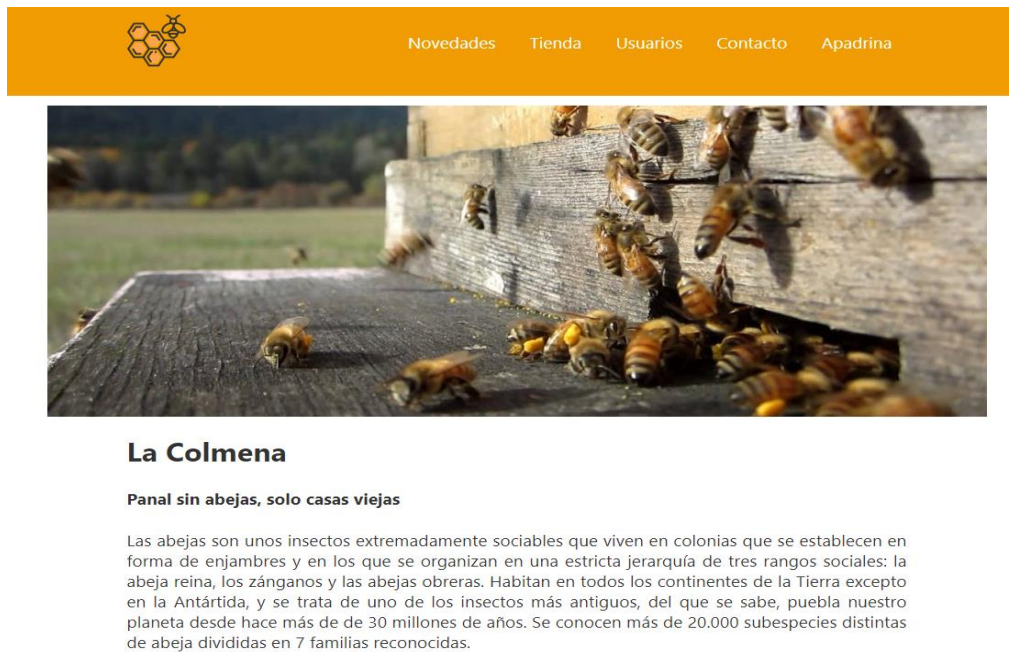 Novedades Tienda Usuarios Contacto Apadrina
La Colmena
Panal sin abejas, solo casas viejas
Las abejas son unos insectos extremadamente sociables que viven en colonias que se establecen en
forma de enjambres y en los que se organizan en una estricta jerarquía de tres rangos sociales: la
abeja reina, los zánganos y las abejas obreras. Habitan en todos los continentes de la Tierra excepto
en la Antártida, y se trata de uno de los insectos más antiguos, del que se sabe, puebla nuestro
planeta desde hace más de de 30 millones de años. Se conocen más de 20.000 subespecies distintas
de abeja divididas en 7 familias reconocidas.